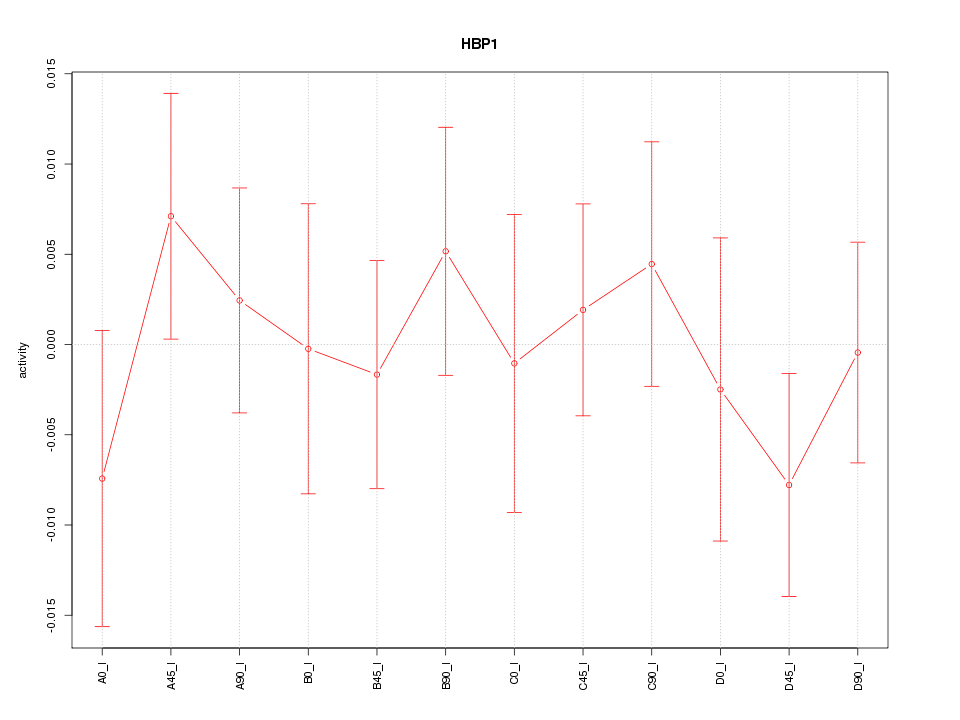 HBP1
activity
0.015
0.010
0.005
0.000
-0.005
-0.010
-0.015
A0_I
A45_I
A90_I
B0_I
B45_I
B90_I
C0_I
C45_I
C90_I
D0_I
D45_I
D90_I